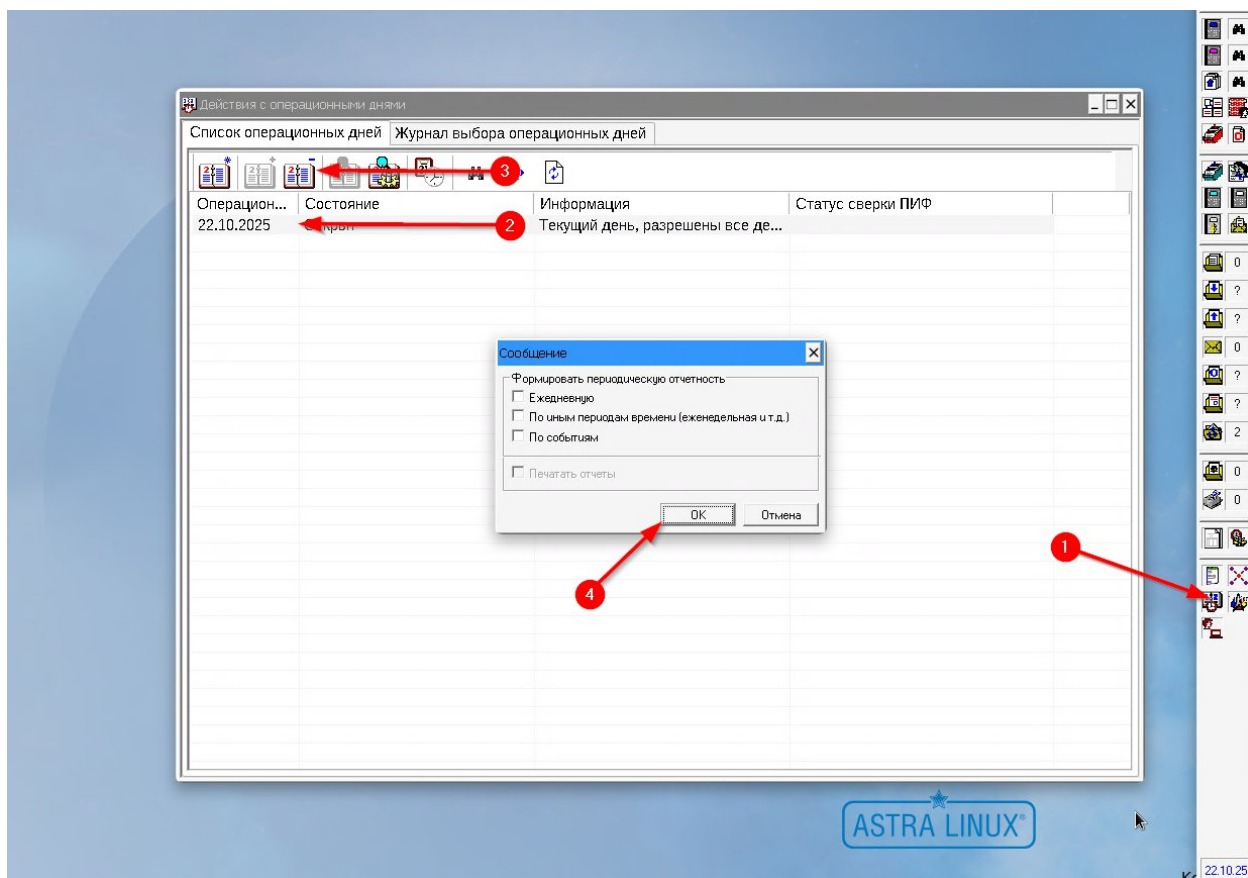 Действия с операционными днями
Список операционных дней Журнал выбора операционных дней
3
Операцион... Состояние Информация Статус сверки ПИФ
22.10.2025 2 Текущий день, разрешены все де...
Сообщение
Формировать периодическую отчетность
Ежедневную
По иным периодам времени (еженедельная и т.д.)
По событиям
Печатать отчеты
OK Отмена
1
4
0
?
?
0
?
?
2
0
0
ASTRA LINUX®
22.10.25